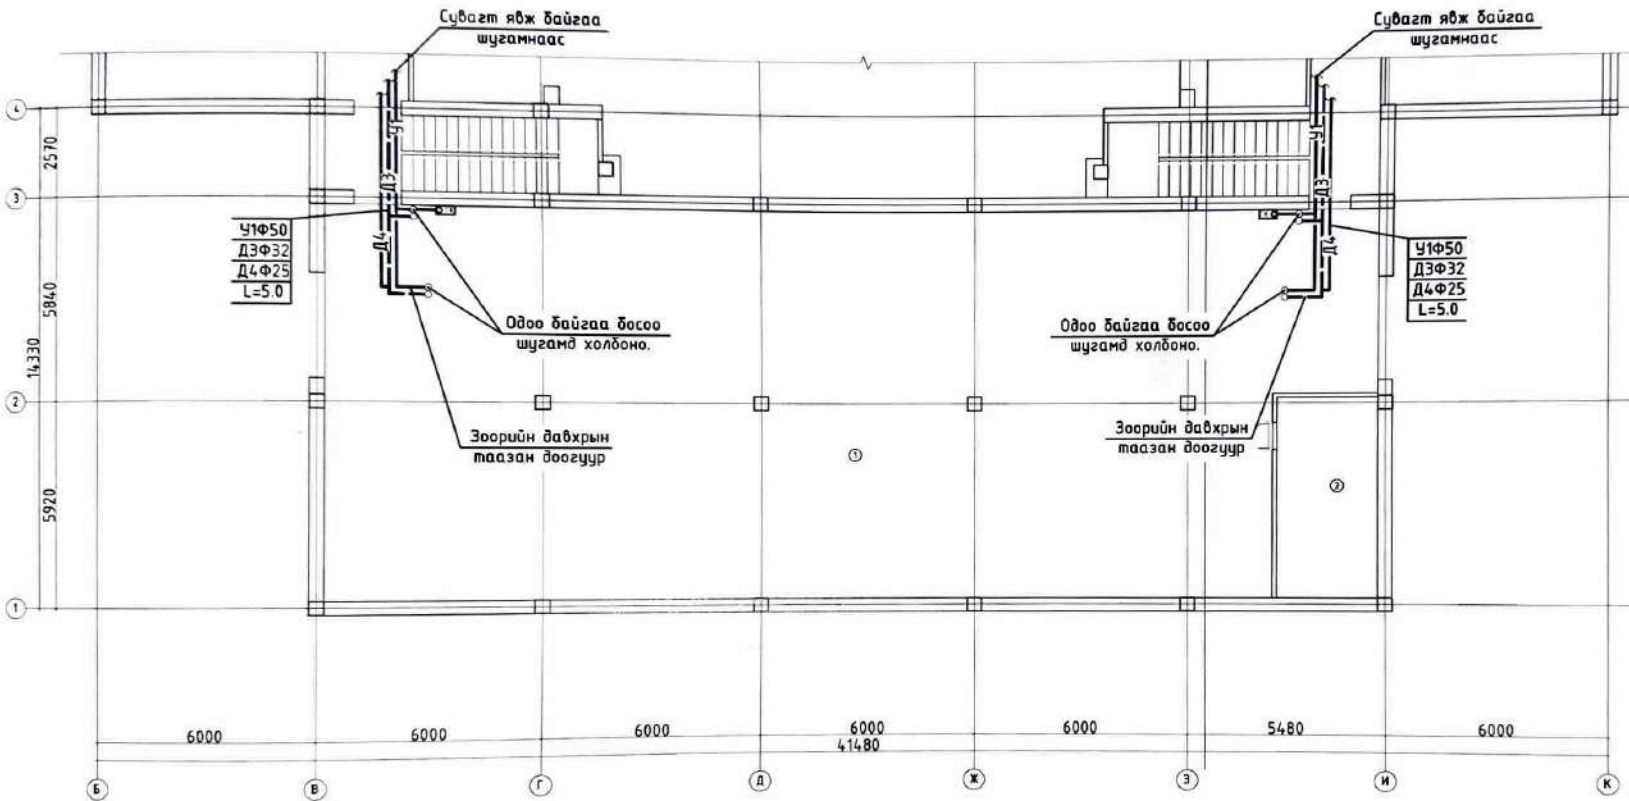 Сувагт явж байгаа
шугамнаас
Сувагт явж байгаа
шугамнаас
4
2570
У1
У1
Д3
Д3
3
У1Ф50
Д3Ф32
Д4Ф25
L=5.0
Д4
Д4
У1Ф50
Д3Ф32
Д4Ф25
L=5.0
5840
14330
Одоо байгаа босоо
шугамд холбоно.
Одоо байгаа босоо
шугамд холбоно.
2
Зоорийн давхрын
таазан доогуур
Зоорийн давхрын
таазан доогуур
1
2
5920
1
6000
6000
6000
6000
6000
5480
6000
41480
Б
В
Г
Д
Ж
З
И
К